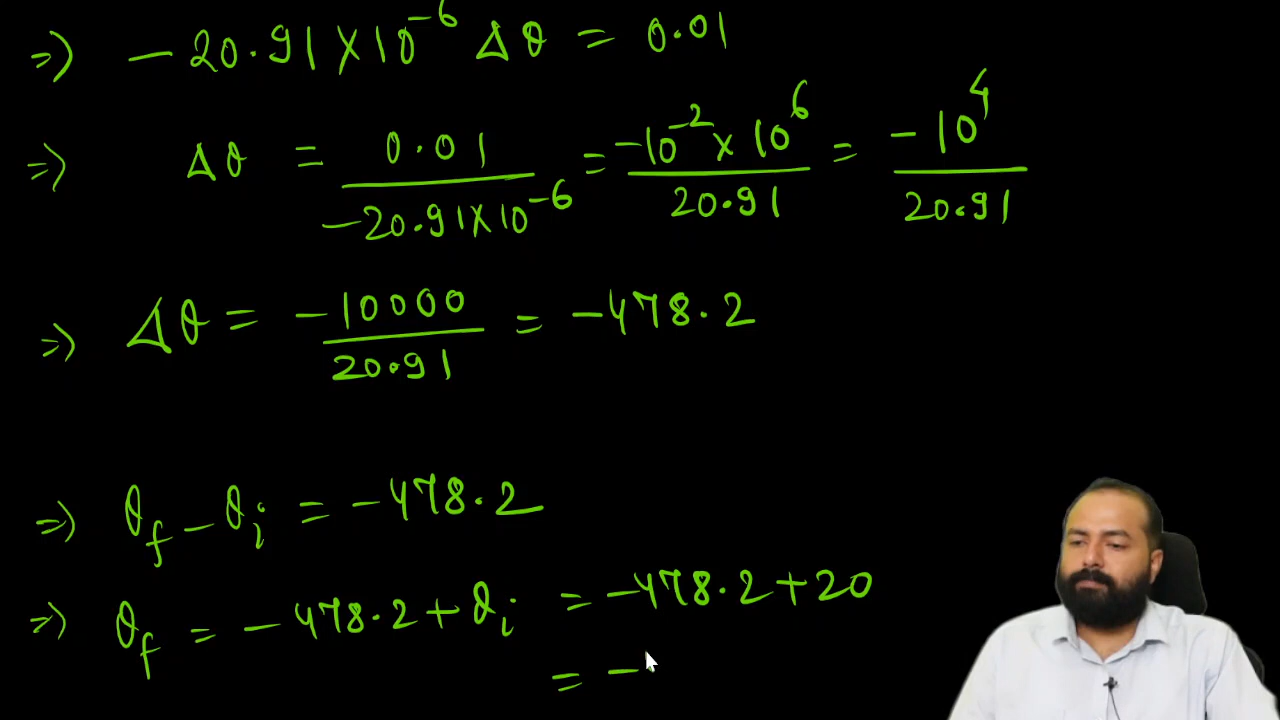 => -20.91×10⁻⁶ Δθ = 0.01
=> Δθ = 0.01 / -20.91×10⁻⁶ = -10⁻² × 10⁶ / 20.91 = -10⁴ / 20.91
=> Δθ = -10000 / 20.91 = -478.2
=> θf - θi = -478.2
=> θf = -478.2 + θi = -478.2 + 20
= -